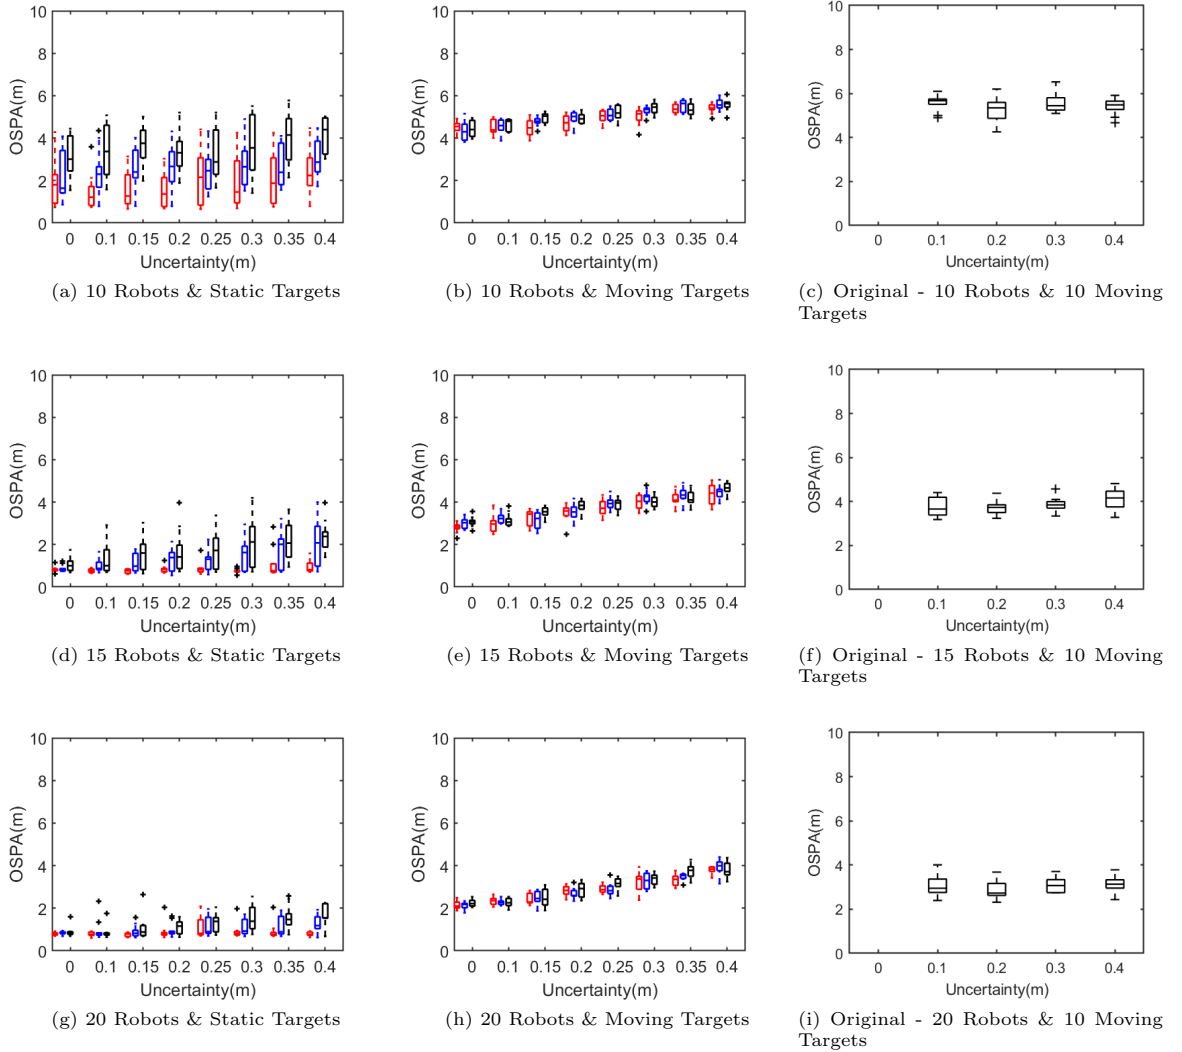 10
8
6
4
2
0
OSPA(m)
0 0.1 0.15 0.2 0.25 0.3 0.35 0.4
Uncertainty(m)
(a) 10 Robots & Static Targets
10
8
6
4
2
0
OSPA(m)
0 0.1 0.15 0.2 0.25 0.3 0.35 0.4
Uncertainty(m)
(b) 10 Robots & Moving Targets
10
8
6
4
2
0
OSPA(m)
0 0.1 0.2 0.3 0.4
Uncertainty(m)
(c) Original - 10 Robots & 10 Moving
Targets
10
8
6
4
2
0
OSPA(m)
0 0.1 0.15 0.2 0.25 0.3 0.35 0.4
Uncertainty(m)
(d) 15 Robots & Static Targets
10
8
6
4
2
0
OSPA(m)
0 0.1 0.15 0.2 0.25 0.3 0.35 0.4
Uncertainty(m)
(e) 15 Robots & Moving Targets
10
8
6
4
2
0
OSPA(m)
0 0.1 0.2 0.3 0.4
Uncertainty(m)
(f) Original - 15 Robots & 10 Moving
Targets
10
8
6
4
2
0
OSPA(m)
0 0.1 0.15 0.2 0.25 0.3 0.35 0.4
Uncertainty(m)
(g) 20 Robots & Static Targets
10
8
6
4
2
0
OSPA(m)
0 0.1 0.15 0.2 0.25 0.3 0.35 0.4
Uncertainty(m)
(h) 20 Robots & Moving Targets
10
8
6
4
2
0
OSPA(m)
0 0.1 0.2 0.3 0.4
Uncertainty(m)
(i) Original - 20 Robots & 10 Moving
Targets